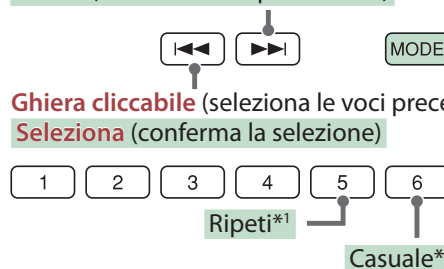 MODE
Ghiera cliccabile (seleziona le voci
Seleziona (conferma la selezione)
1 2 3 4 5 6
Ripeti*1
Casuale*